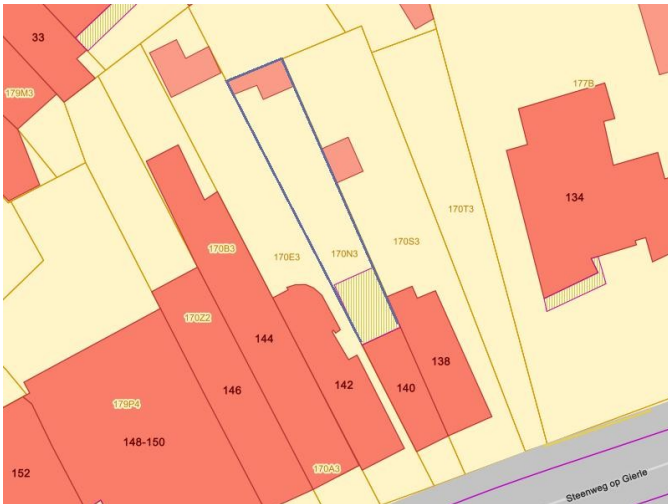 33
179M3
177B
134
170T3
170B3
170S3
170E3
170N3
170Z2
144
138
142
140
146
179P4
148-150
170A3
152
Steenweg op Gierle